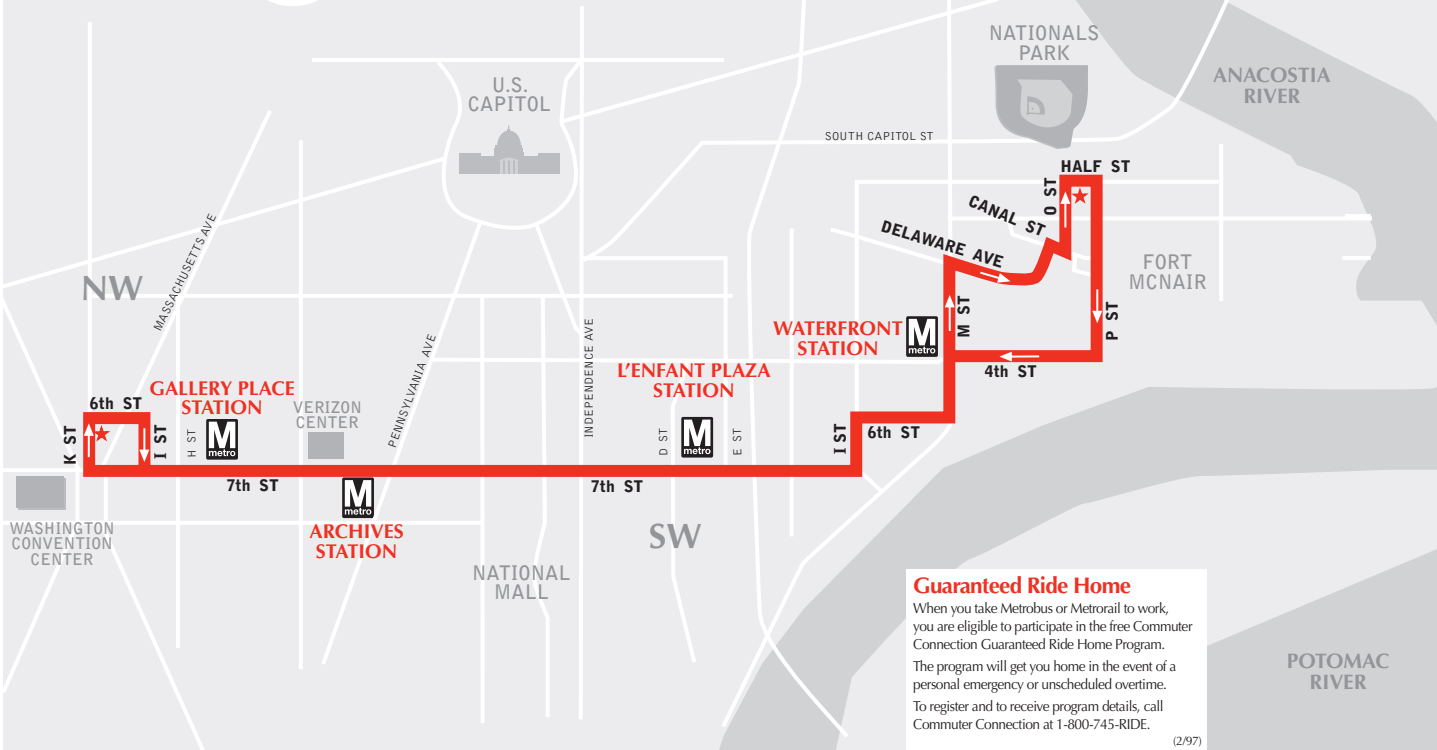 NATIONALS
PARK
ANACOSTIA
RIVER
U.S.
CAPITOL
SOUTH CAPITOL ST
HALF ST
O ST
CANAL ST
DELAWARE AVE
FORT
MCNAIR
MASSACHUSETTS AVE
NW
M ST
P ST
WATERFRONT
STATION
M
metro
4th ST
PENNSYLVANIA AVE
INDEPENDENCE AVE
L'ENFANT PLAZA
STATION
GALLERY PLACE
STATION
6th ST
VERIZON
CENTER
K ST
I ST
H ST
M
metro
D ST
M
metro
E ST
I ST
6th ST
7th ST
7th ST
M
metro
ARCHIVES
STATION
WASHINGTON
CONVENTION
CENTER
SW
NATIONAL
MALL
Guaranteed Ride Home
When you take Metrobus or Metrorail to work,
you are eligible to participate in the free Commuter
Connection Guaranteed Ride Home Program.
The program will get you home in the event of a
personal emergency or unscheduled overtime.
To register and to receive program details, call
Commuter Connection at 1-800-745-RIDE.
(2/97)
POTOMAC
RIVER